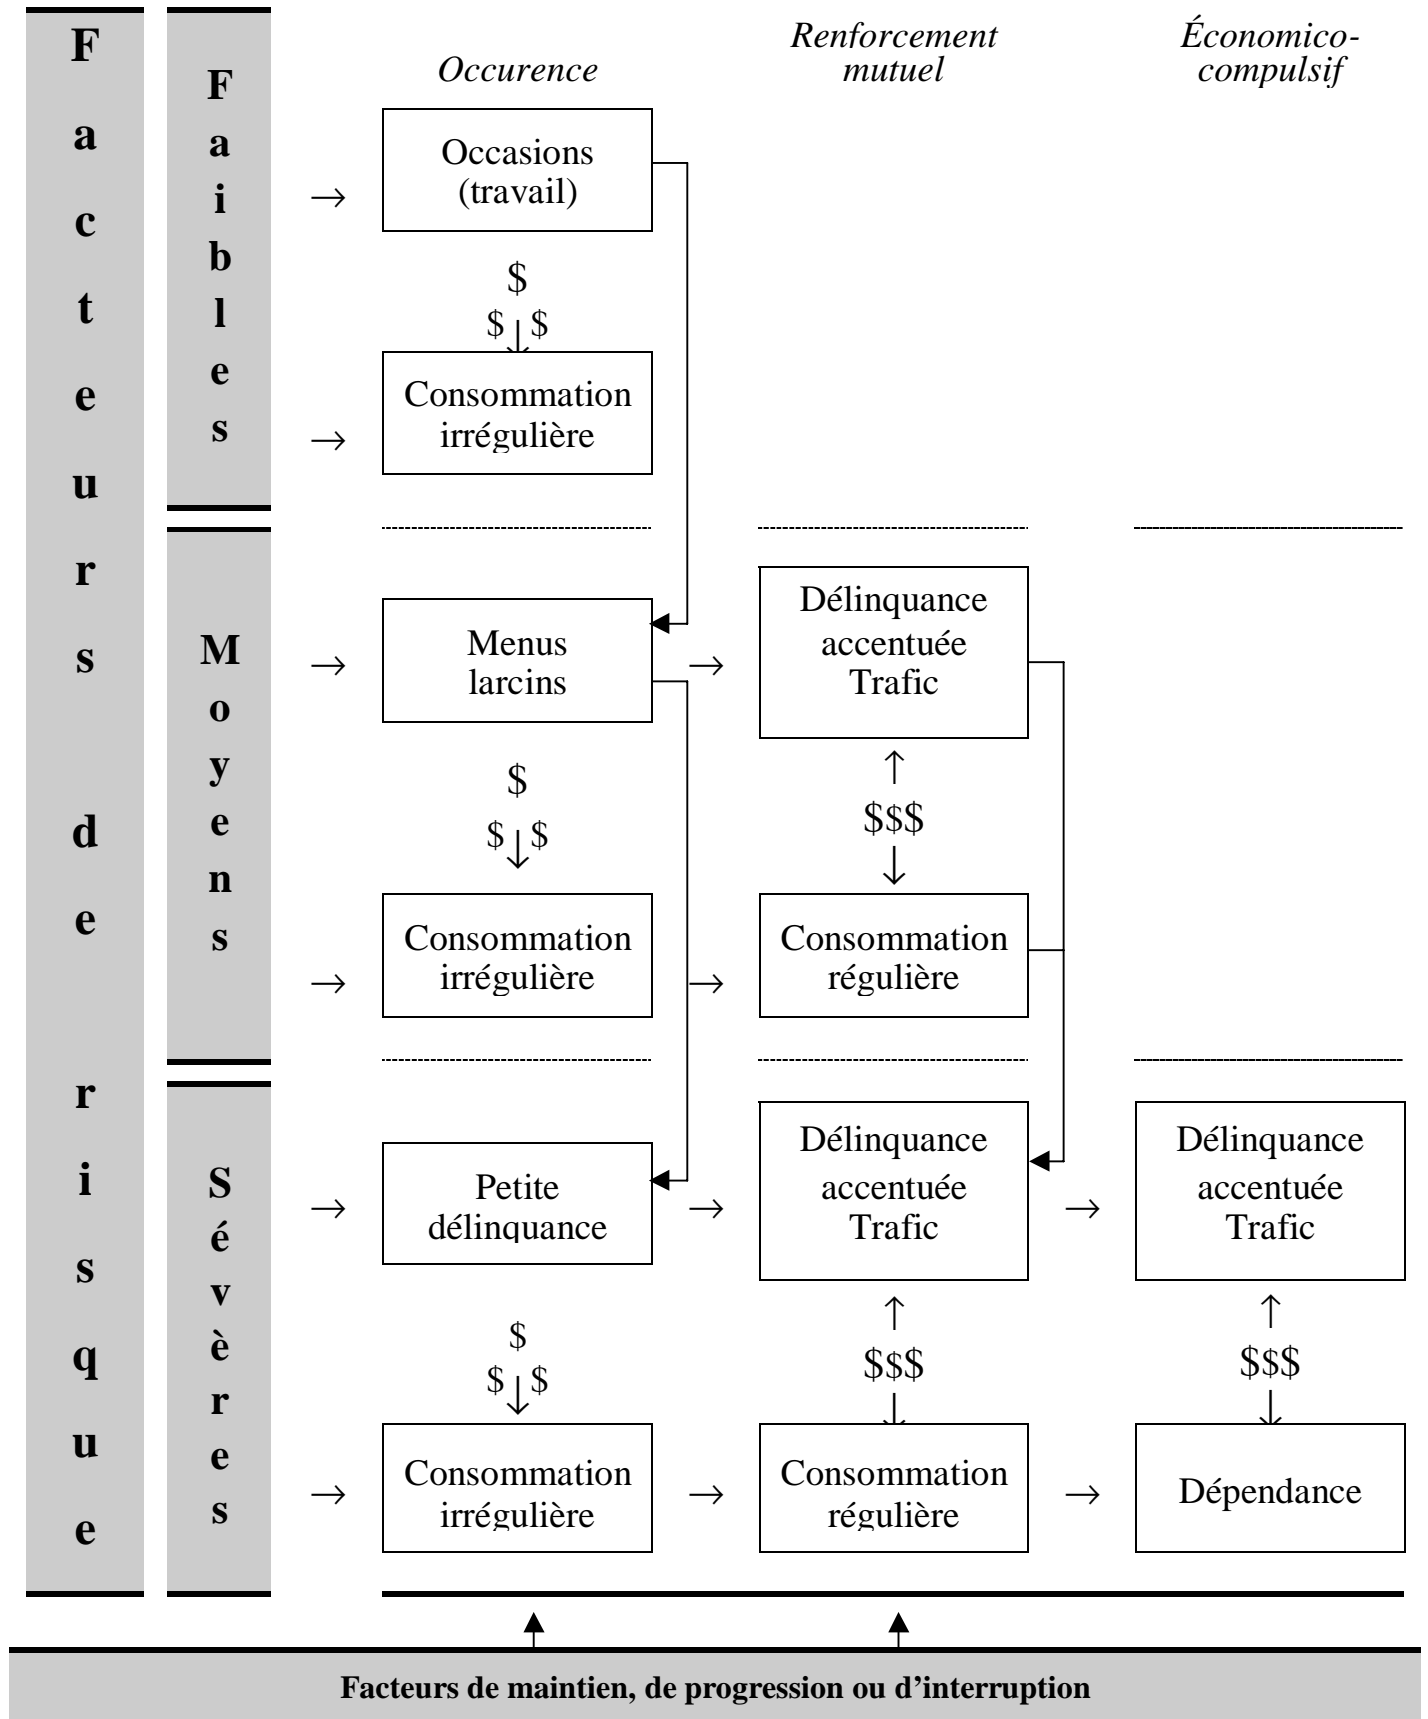 Facteurs de risque
Faibles
Moyens
Sévères
Occurence
Renforcement
mutuel
Économico-
compulsif
Occasions
(travail)
$
$ $
Consommation
irrégulière
Menus
larcins
Délinquance
accentuée
Trafic
$
$ $
$$$
Consommation
irrégulière
Consommation
régulière
Petite
délinquance
Délinquance
accentuée
Trafic
Délinquance
accentuée
Trafic
$
$ $
$$$
$$$
Consommation
irrégulière
Consommation
régulière
Dépendance
Facteurs de maintien, de progression ou d’interruption